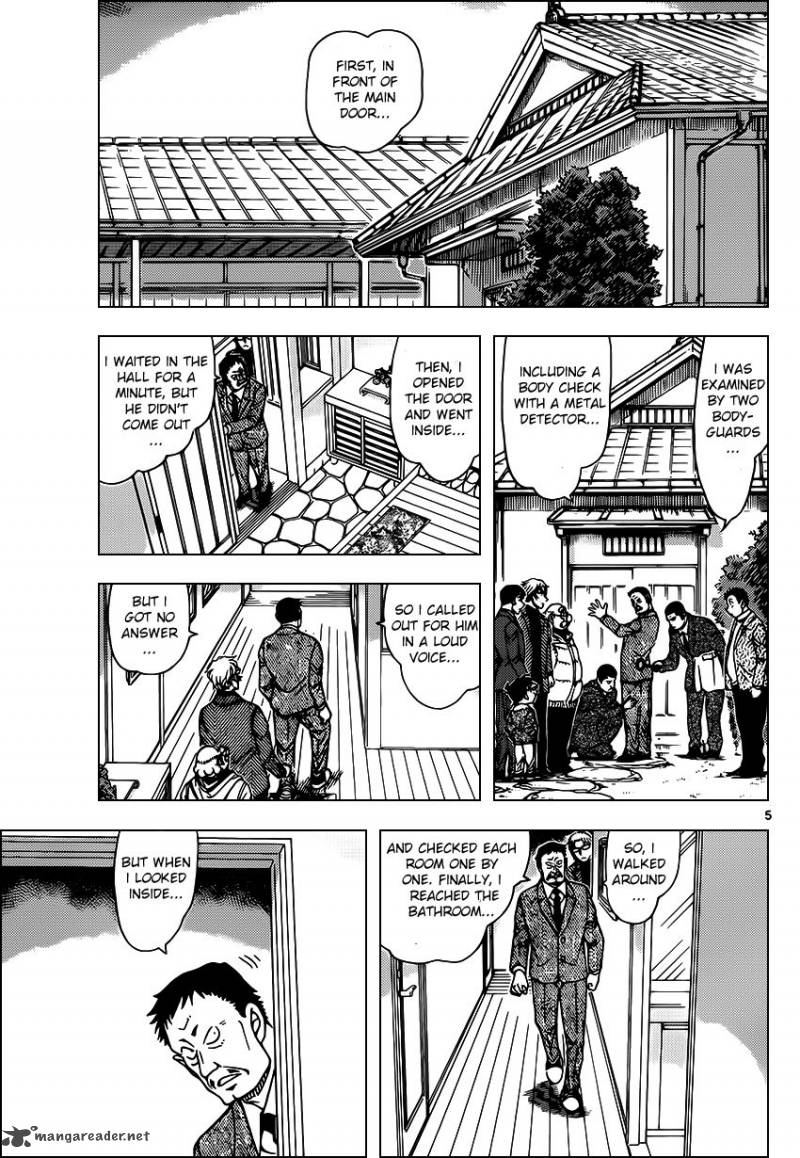 FIRST, IN
FRONT OF
THE MAIN
DOOR...
I WAS
EXAMINED
BY TWO
BODY-
GUARDS
...
INCLUDING A
BODY CHECK
WITH A METAL
DETECTOR...
THEN, I
OPENED
THE DOOR
AND WENT
INSIDE...
I WAITED IN THE
HALL FOR A
MINUTE, BUT
HE DIDN'T
COME OUT
...
SO I CALLED
OUT FOR HIM
IN A LOUD
VOICE...
BUT I
GOT NO
ANSWER
...
5
SO, I
WALKED
AROUND
...
AND CHECKED EACH
ROOM ONE BY
ONE. FINALLY, I
REACHED THE
BATHROOM...
BUT WHEN
I LOOKED
INSIDE...
mangareader.net